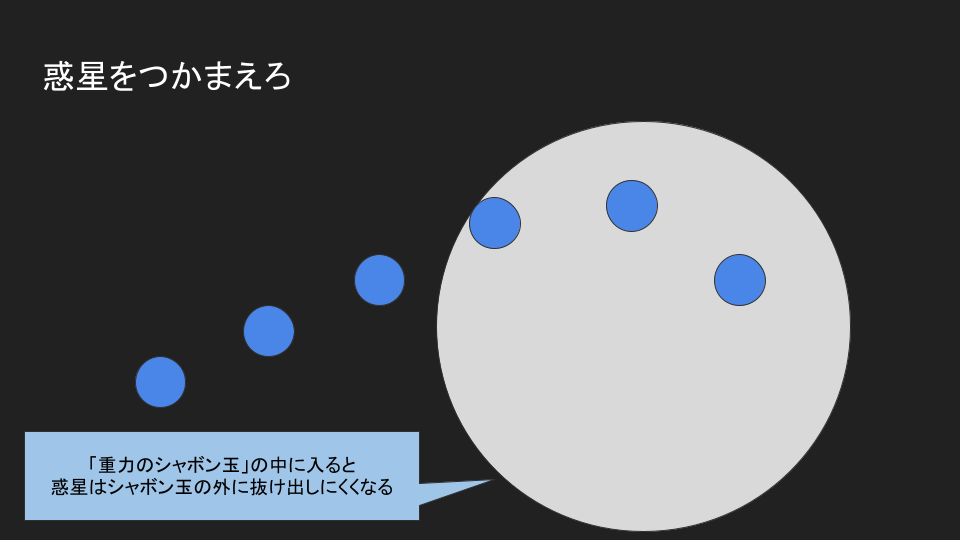 惑星をつかまえろ
「重力のシャボン玉」の中に入ると
惑星はシャボン玉の外に抜け出しにくくなる